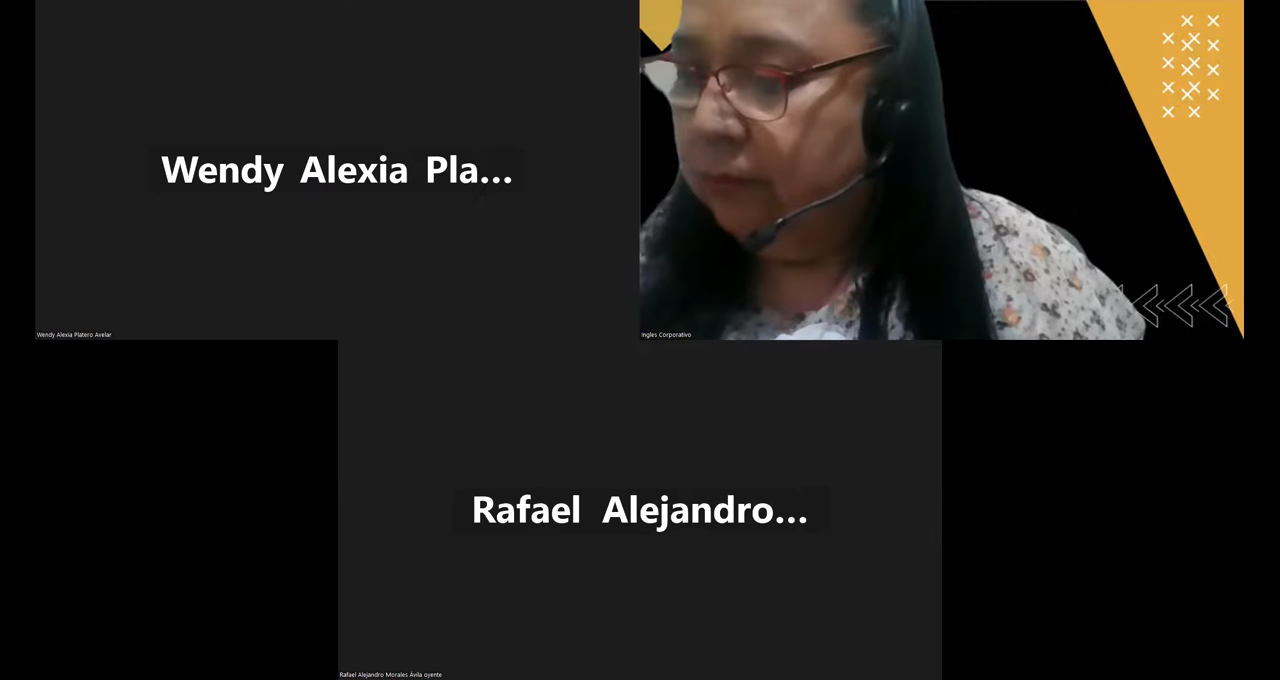 Wendy Alexia Pla...
Wendy Alexia Platero Avelar
Ingles Corporativo
Rafael Alejandro...
Rafael Alejandro Morales Ávila oyente